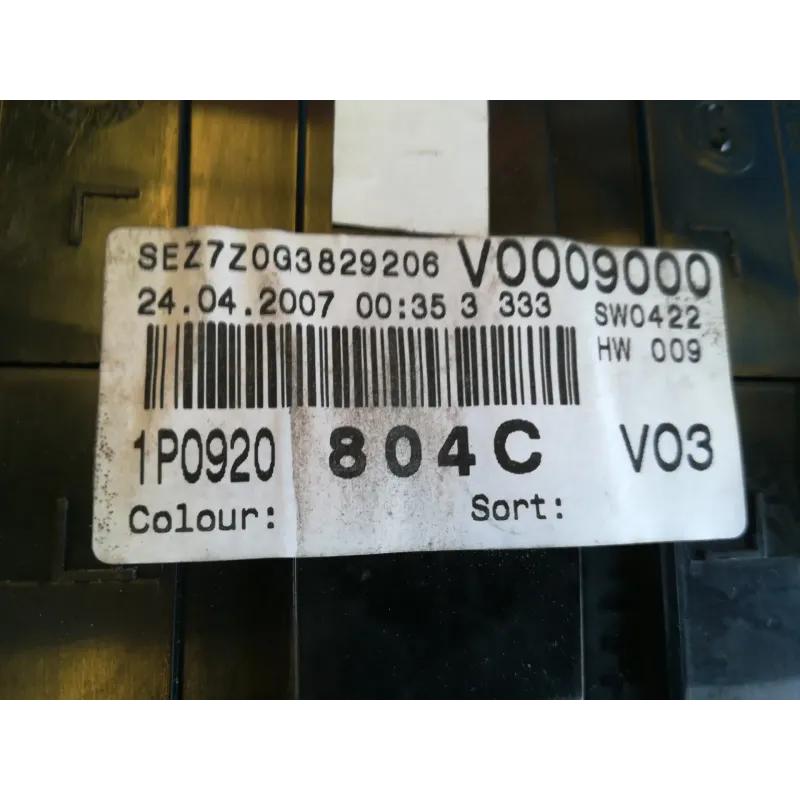 SEZ7Z0G3829206 V0009000
24.04.2007 00:35 3 333 SW0422
HW 009
1P0920 804C V03
Colour: Sort: